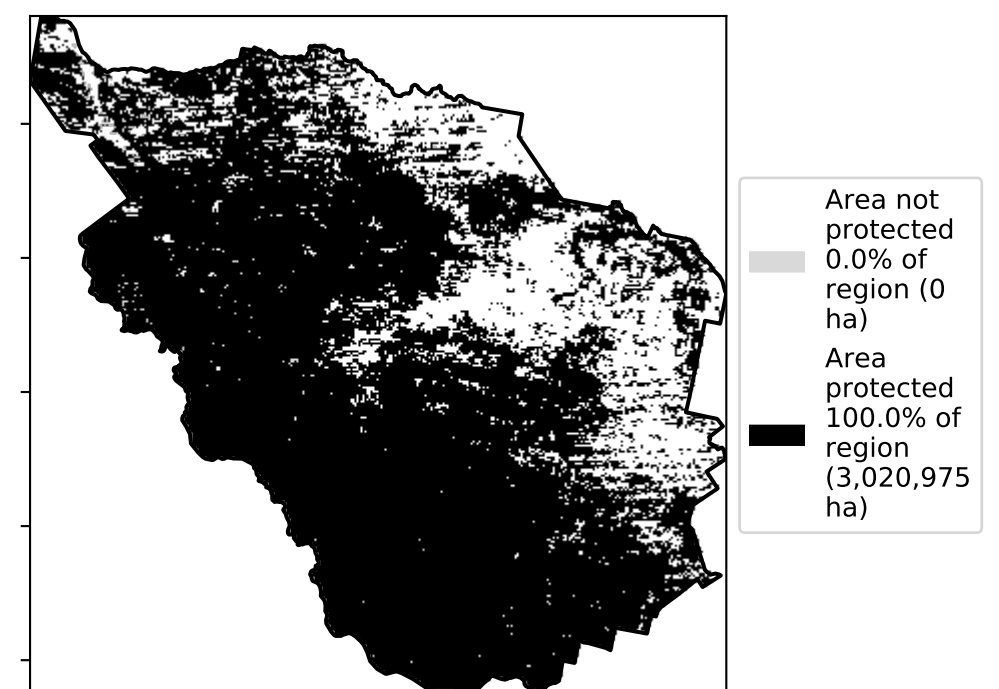 Area not
protected
0.0% of
region (0
ha)
Area
protected
100.0% of
region
(3,020,975
ha)